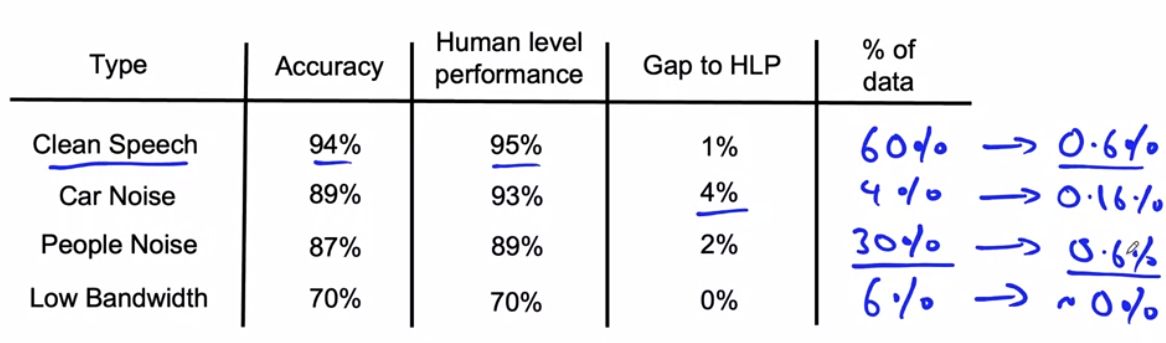 Type Accuracy Human level performance Gap to HLP % of data
Clean Speech 94% 95% 1% 60% → 0.6%
Car Noise 89% 93% 4% 4% → 0.16%
People Noise 87% 89% 2% 30% → 0.6%
Low Bandwidth 70% 70% 0% 6% → ~0%